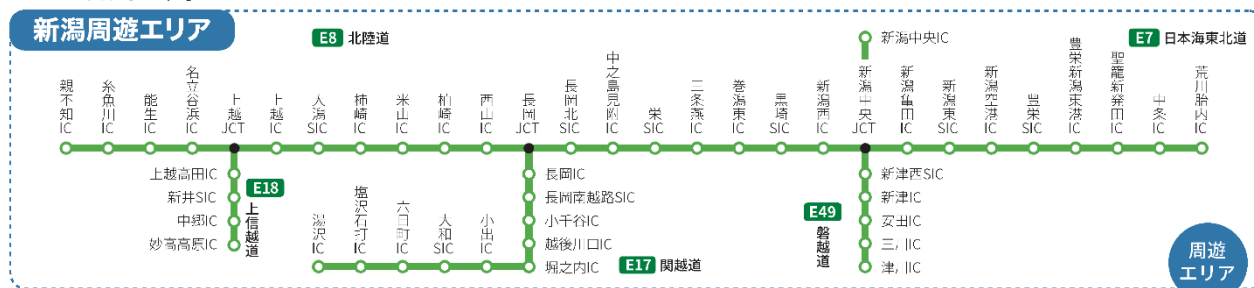 新潟周遊エリア
E8 北陸道
新潟中央IC
E7 日本海東北道
親不知IC
糸魚川IC
能生IC
名立谷浜IC
上越JCT
上越IC
大潟SIC
柿崎IC
米山IC
柏崎IC
西山IC
長岡JCT
長岡北SIC
中之島見附IC
栄SIC
三条燕IC
巻潟東IC
黒埼SIC
新潟西IC
新潟中央JCT
新潟亀田IC
新潟東SIC
新潟空港IC
豊栄SIC
豊栄新潟東港IC
聖籠新発田IC
中条IC
荒川胎内IC
上越高田IC
新井SIC
中郷IC
妙高高原IC
E18 上信越道
湯沢IC
塩沢石打IC
六日町IC
大和SIC
小出IC
長岡IC
長岡南越路SIC
小千谷IC
越後川口IC
堀之内IC
E17 関越道
E49 磐越道
新津西SIC
新津IC
安田IC
三川IC
津川IC
周遊
エリア